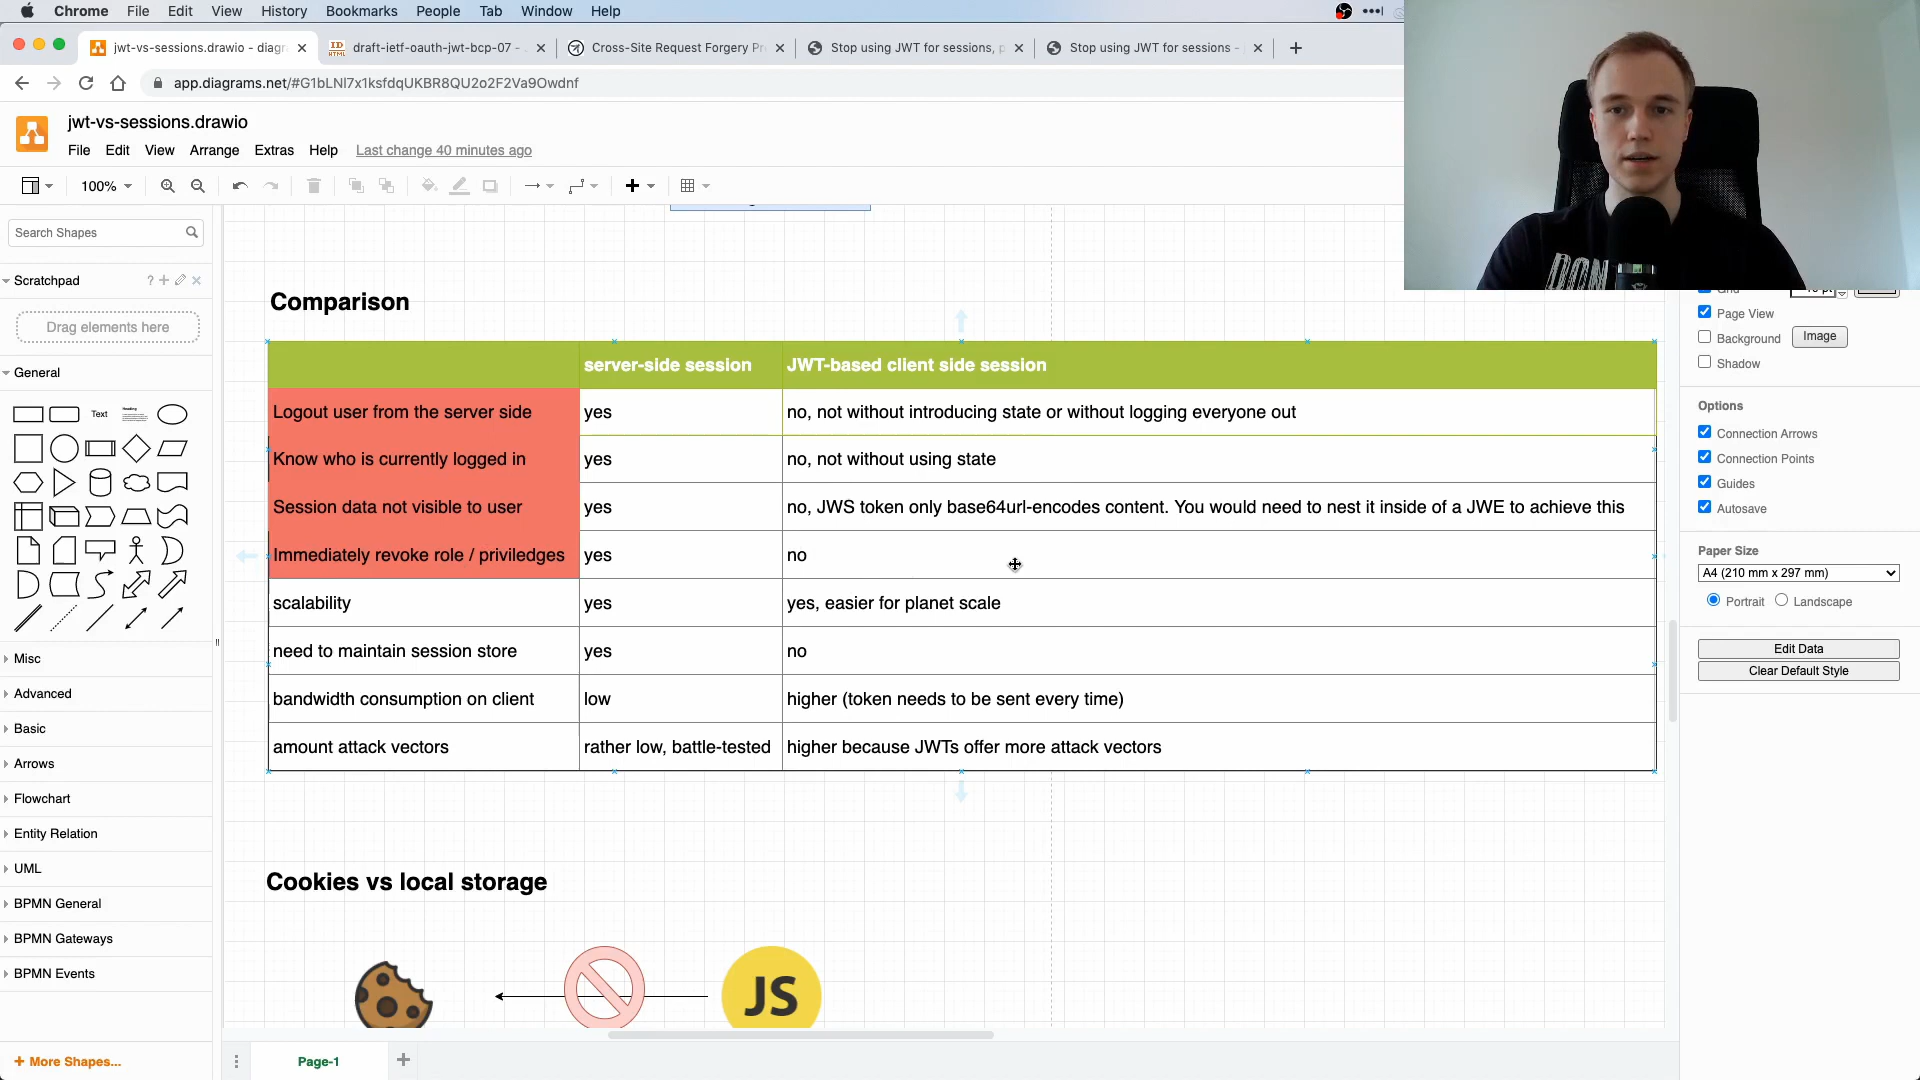 Chrome File Edit View History Bookmarks People Tab Window Help
jwt-vs-sessions.drawio - diagr
draft-ietf-oauth-jwt-bcp-07 -
Cross-Site Request Forgery Pr
Stop using JWT for sessions, p
Stop using JWT for sessions -
app.diagrams.net/#G1bLNl7x1ksfdqUKBR8QU2o2F2Va9Owdnf
jwt-vs-sessions.drawio
File Edit View Arrange Extras Help Last change 40 minutes ago
100%
Search Shapes
Scratchpad
Drag elements here
General
Text
Misc
Advanced
Basic
Arrows
Flowchart
Entity Relation
UML
BPMN General
BPMN Gateways
BPMN Events
+ More Shapes...
Comparison
server-side session JWT-based client side session
Logout user from the server side yes no, not without introducing state or without logging everyone out
Know who is currently logged in yes no, not without using state
Session data not visible to user yes no, JWS token only base64url-encodes content. You would need to nest it inside of a JWE to achieve this
Immediately revoke role / priviledges yes no
scalability yes yes, easier for planet scale
need to maintain session store yes no
bandwidth consumption on client low higher (token needs to be sent every time)
amount attack vectors rather low, battle-tested higher because JWTs offer more attack vectors
Cookies vs local storage
JS
Page-1
Page View
Background Image
Shadow
Options
Connection Arrows
Connection Points
Guides
Autosave
Paper Size
A4 (210 mm x 297 mm)
Portrait Landscape
Edit Data
Clear Default Style